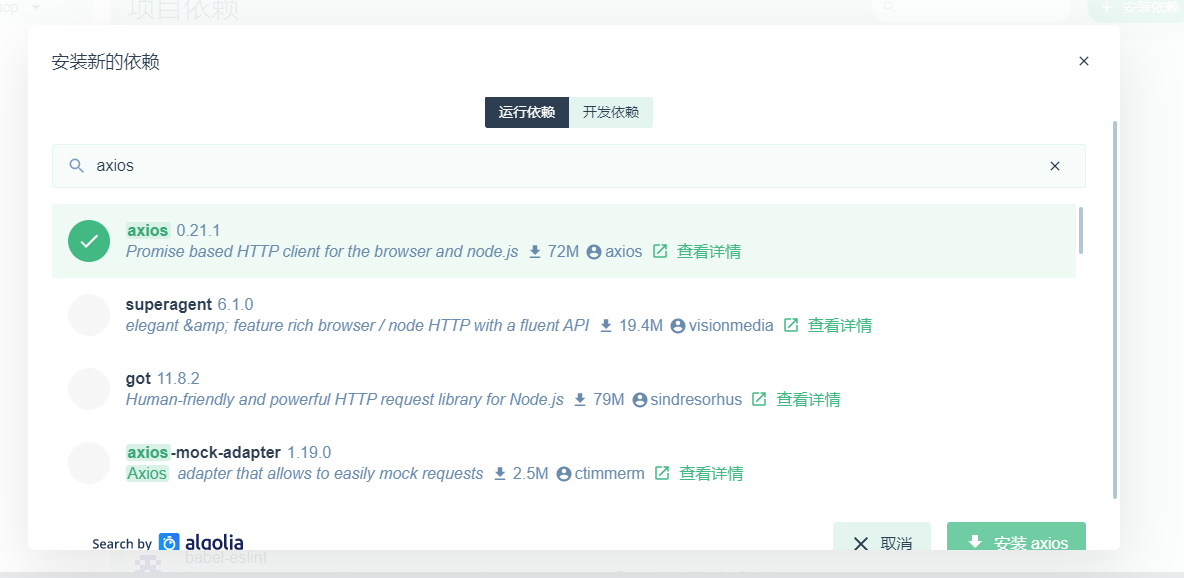 项目依赖
安装依赖
安装新的依赖
运行依赖 开发依赖
axios
axios 0.21.1
Promise based HTTP client for the browser and node.js 72M axios 查看详情
superagent 6.1.0
elegant &amp; feature rich browser / node HTTP with a fluent API 19.4M visionmedia 查看详情
got 11.8.2
Human-friendly and powerful HTTP request library for Node.js 79M sindresorhus 查看详情
axios-mock-adapter 1.19.0
Axios adapter that allows to easily mock requests 2.5M ctimmerm 查看详情
Search by algolia 取消 安装 axios
babel-eslint